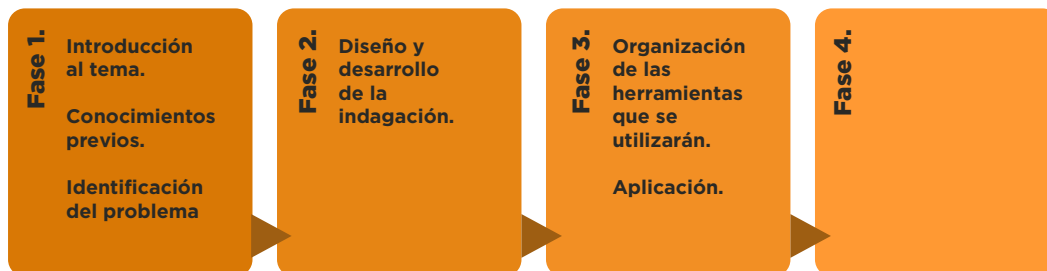 Fase 1.
Introducción
al tema.
Conocimientos
previos.
Identificación
del problema
Fase 2.
Diseño y
desarrollo
de la
indagación.
Fase 3.
Organización
de las
herramientas
que se
utilizarán.
Aplicación.
Fase 4.